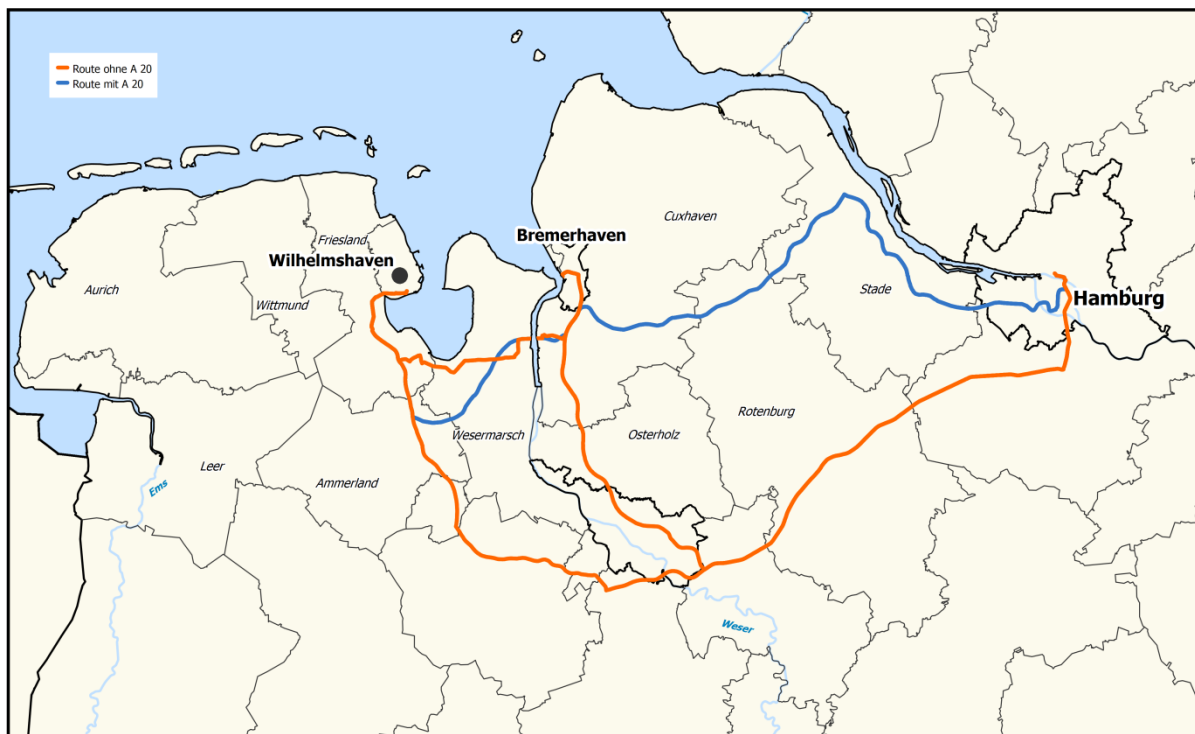 Route ohne A 20
Route mit A 20
Cuxhaven
Bremerhaven
Friesland
Wilhelmshaven
Aurich
Wittmund
Stade
Hamburg
Rotenburg
Wesermarsch
Osterholz
Leer
Ammerland
Ems
Weser